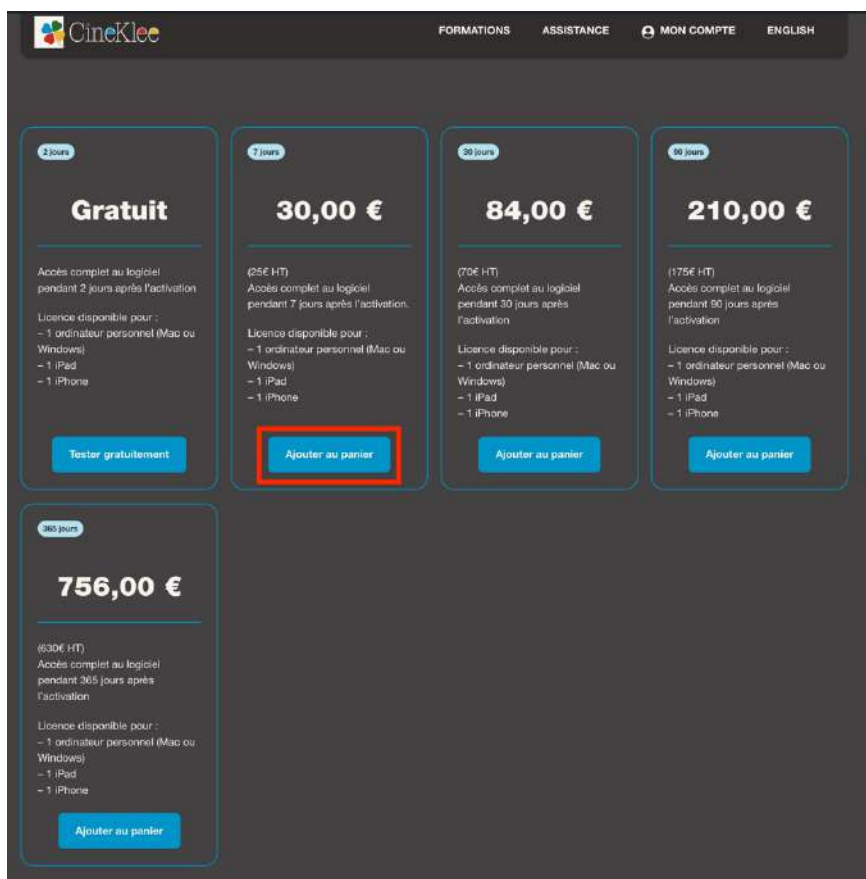 CineKlee
FORMATIONS
ASSISTANCE
MON COMPTE
ENGLISH
2 jours
Gratuit
Accès complet au logiciel
pendant 2 jours après l'activation
Licence disponible pour :
– 1 ordinateur personnel (Mac ou
Windows)
– 1 iPad
– 1 iPhone
Tester gratuitement
7 jours
30,00 €
(25€ HT)
Accès complet au logiciel
pendant 7 jours après l'activation.
Licence disponible pour :
– 1 ordinateur personnel (Mac ou
Windows)
– 1 iPad
– 1 iPhone
Ajouter au panier
30 jours
84,00 €
(70€ HT)
Accès complet au logiciel
pendant 30 jours après
l'activation
Licence disponible pour :
– 1 ordinateur personnel (Mac ou
Windows)
– 1 iPad
– 1 iPhone
Ajouter au panier
90 jours
210,00 €
(175€ HT)
Accès complet au logiciel
pendant 90 jours après
l'activation
Licence disponible pour :
– 1 ordinateur personnel (Mac ou
Windows)
– 1 iPad
– 1 iPhone
Ajouter au panier
365 jours
756,00 €
(630€ HT)
Accès complet au logiciel
pendant 365 jours après
l'activation
Licence disponible pour :
– 1 ordinateur personnel (Mac ou
Windows)
– 1 iPad
– 1 iPhone
Ajouter au panier